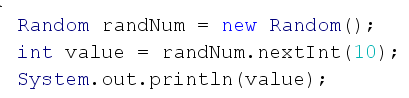 Random randNum = new Random();
int value = randNum.nextInt(10);
System.out.println(value);